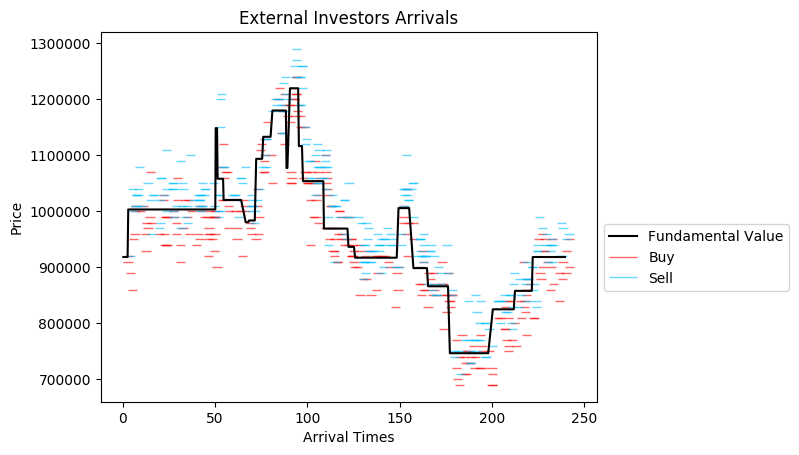 External Investors Arrivals
Price
1300000
1200000
1100000
1000000
900000
800000
700000
0 50 100 150 200 250
Arrival Times
Fundamental Value
Buy
Sell